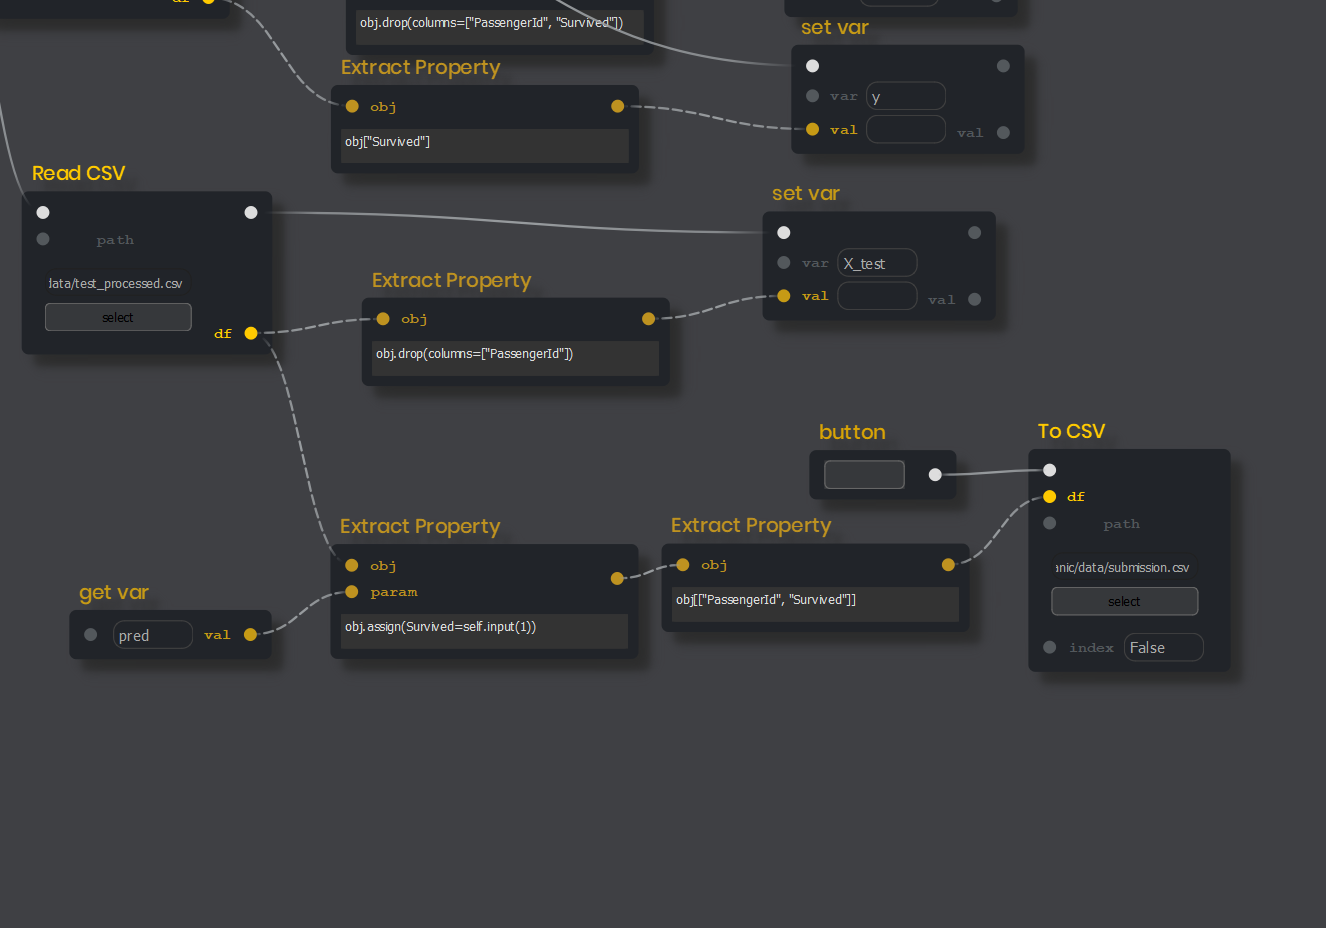 df
obj.drop(columns=["PassengerId", "Survived"])
set var
var y
val
val
Extract Property
obj
obj["Survived"]
Read CSV
path
data/test_processed.csv
select
df
set var
var X_test
val
val
Extract Property
obj
obj.drop(columns=["PassengerId"])
button
To CSV
df
path
anic/data/submission.csv
select
index False
Extract Property
obj
param
obj.assign(Survived=self.input(1))
Extract Property
obj
obj[["PassengerId", "Survived"]]
get var
pred val